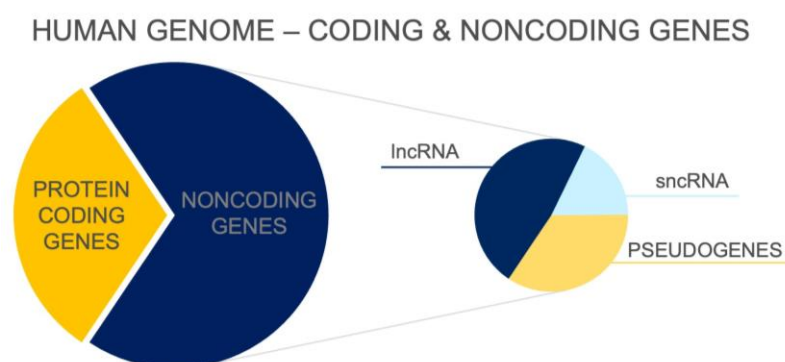 HUMAN GENOME – CODING & NONCODING GENES
PROTEIN
CODING
GENES
NONCODING
GENES
lncRNA
sncRNA
PSEUDOGENES